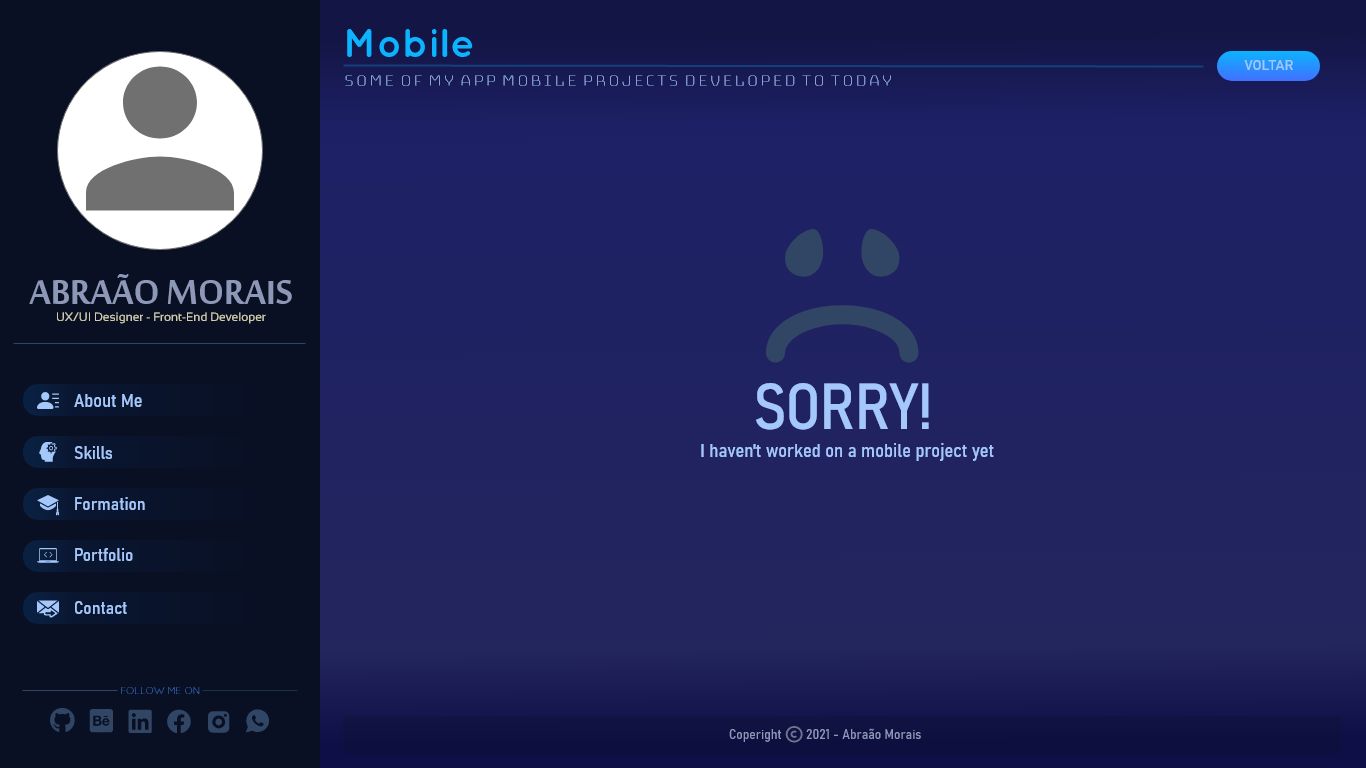 ABRAÃO MORAIS
UX/UI Designer - Front-End Developer
About Me
Skills
Formation
Portfolio
Contact
FOLLOW ME ON
Bē
in
Mobile
SOME OF MY APP MOBILE PROJECTS DEVELOPED TO TODAY
VOLTAR
SORRY!
I haven't worked on a mobile project yet
Coperight © 2021 - Abraão Morais